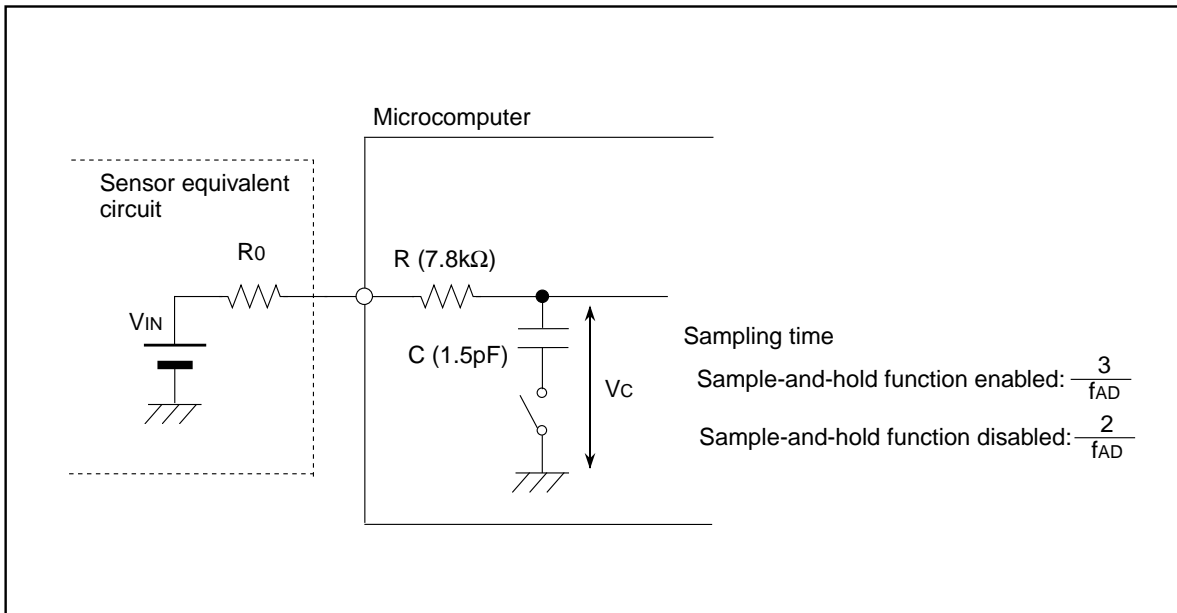 Microcomputer
Sensor equivalent
circuit
R0
R (7.8kΩ)
VIN
C (1.5pF)
VC
Sampling time
Sample-and-hold function enabled: 3/fAD
Sample-and-hold function disabled: 2/fAD